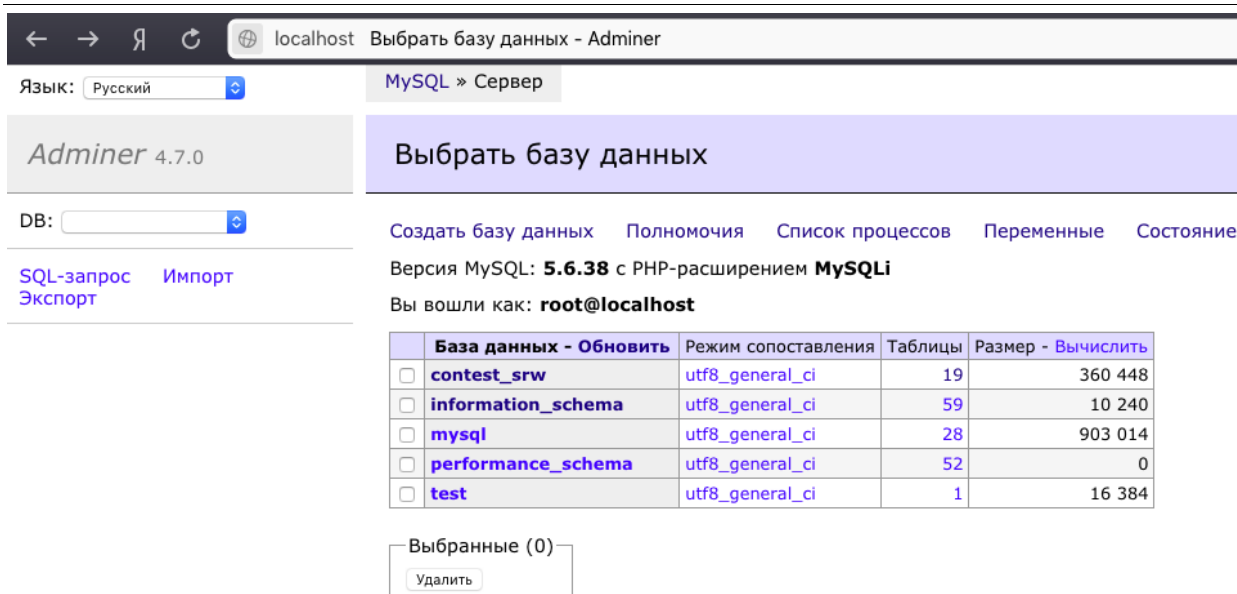 Я localhost Выбрать базу данных - Adminer
Язык: Русский
MySQL » Сервер
Adminer 4.7.0
Выбрать базу данных
DB:
Создать базу данных Полномочия Список процессов Переменные Состояние
SQL-запрос Импорт
Экспорт
Версия MySQL: 5.6.38 с PHP-расширением MySQLi
Вы вошли как: root@localhost
База данных - Обновить Режим сопоставления Таблицы Размер - Вычислить
contest_srw utf8_general_ci 19 360 448
information_schema utf8_general_ci 59 10 240
mysql utf8_general_ci 28 903 014
performance_schema utf8_general_ci 52 0
test utf8_general_ci 1 16 384
Выбранные (0)
Удалить